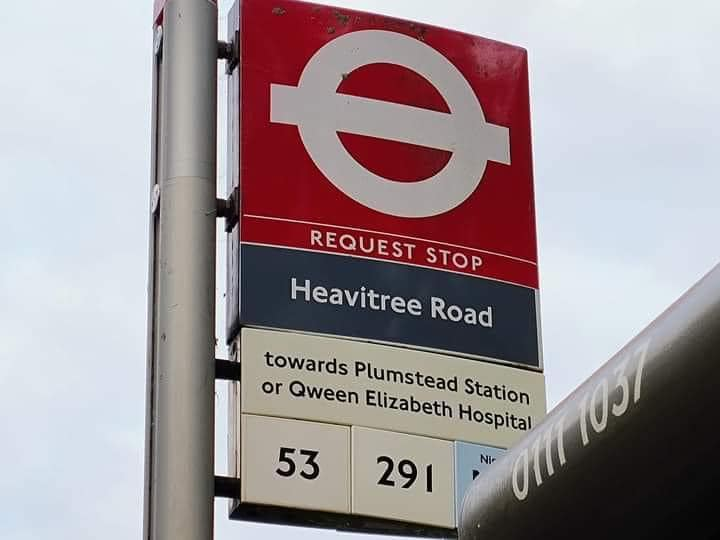 REQUEST STOP
Heavitree Road
towards Plumstead Station
or Qween Elizabeth Hospital
53 291
0111 1037